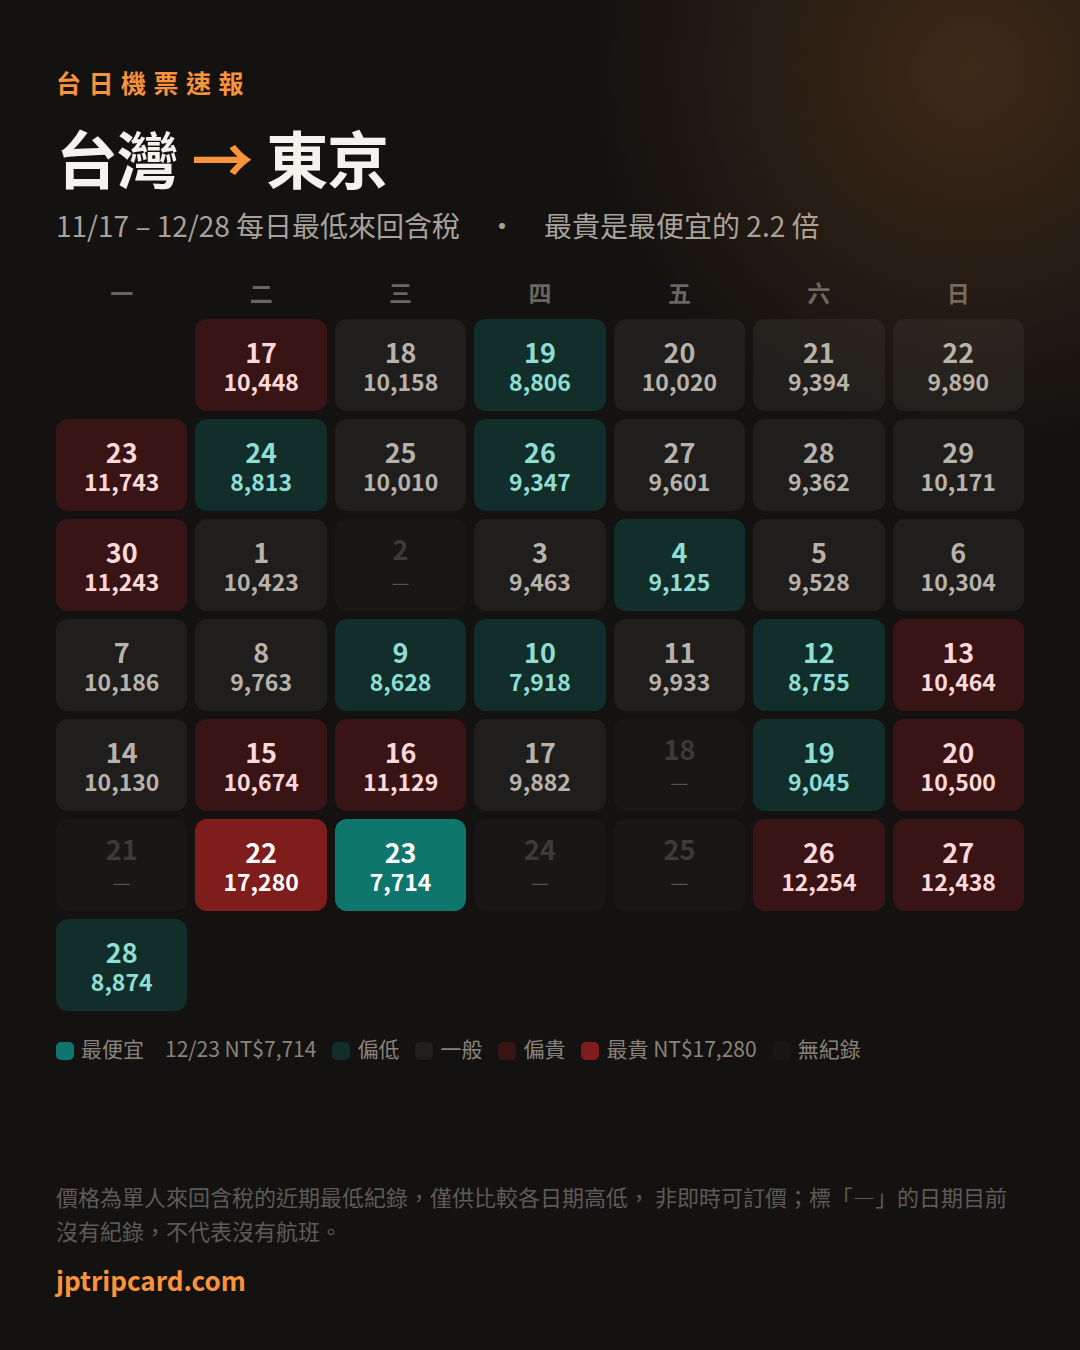 台日機票速報
台灣 → 東京
11/17 – 12/28 每日最低來回含稅 ・ 最貴是最便宜的 2.2 倍
一 二 三 四 五 六 日
17 18 19 20 21 22
10,448 10,158 8,806 10,020 9,394 9,890
23 24 25 26 27 28 29
11,743 8,813 10,010 9,347 9,601 9,362 10,171
30 1 2 3 4 5 6
11,243 10,423 — 9,463 9,125 9,528 10,304
7 8 9 10 11 12 13
10,186 9,763 8,628 7,918 9,933 8,755 10,464
14 15 16 17 18 19 20
10,130 10,674 11,129 9,882 — 9,045 10,500
21 22 23 24 25 26 27
— 17,280 7,714 — — 12,254 12,438
28
8,874
最便宜 12/23 NT$7,714 偏低 一般 偏貴 最貴 NT$17,280 無紀錄
價格為單人來回含稅的近期最低紀錄，僅供比較各日期高低， 非即時可訂價；標「—」的日期目前
沒有紀錄，不代表沒有航班。
jptripcard.com